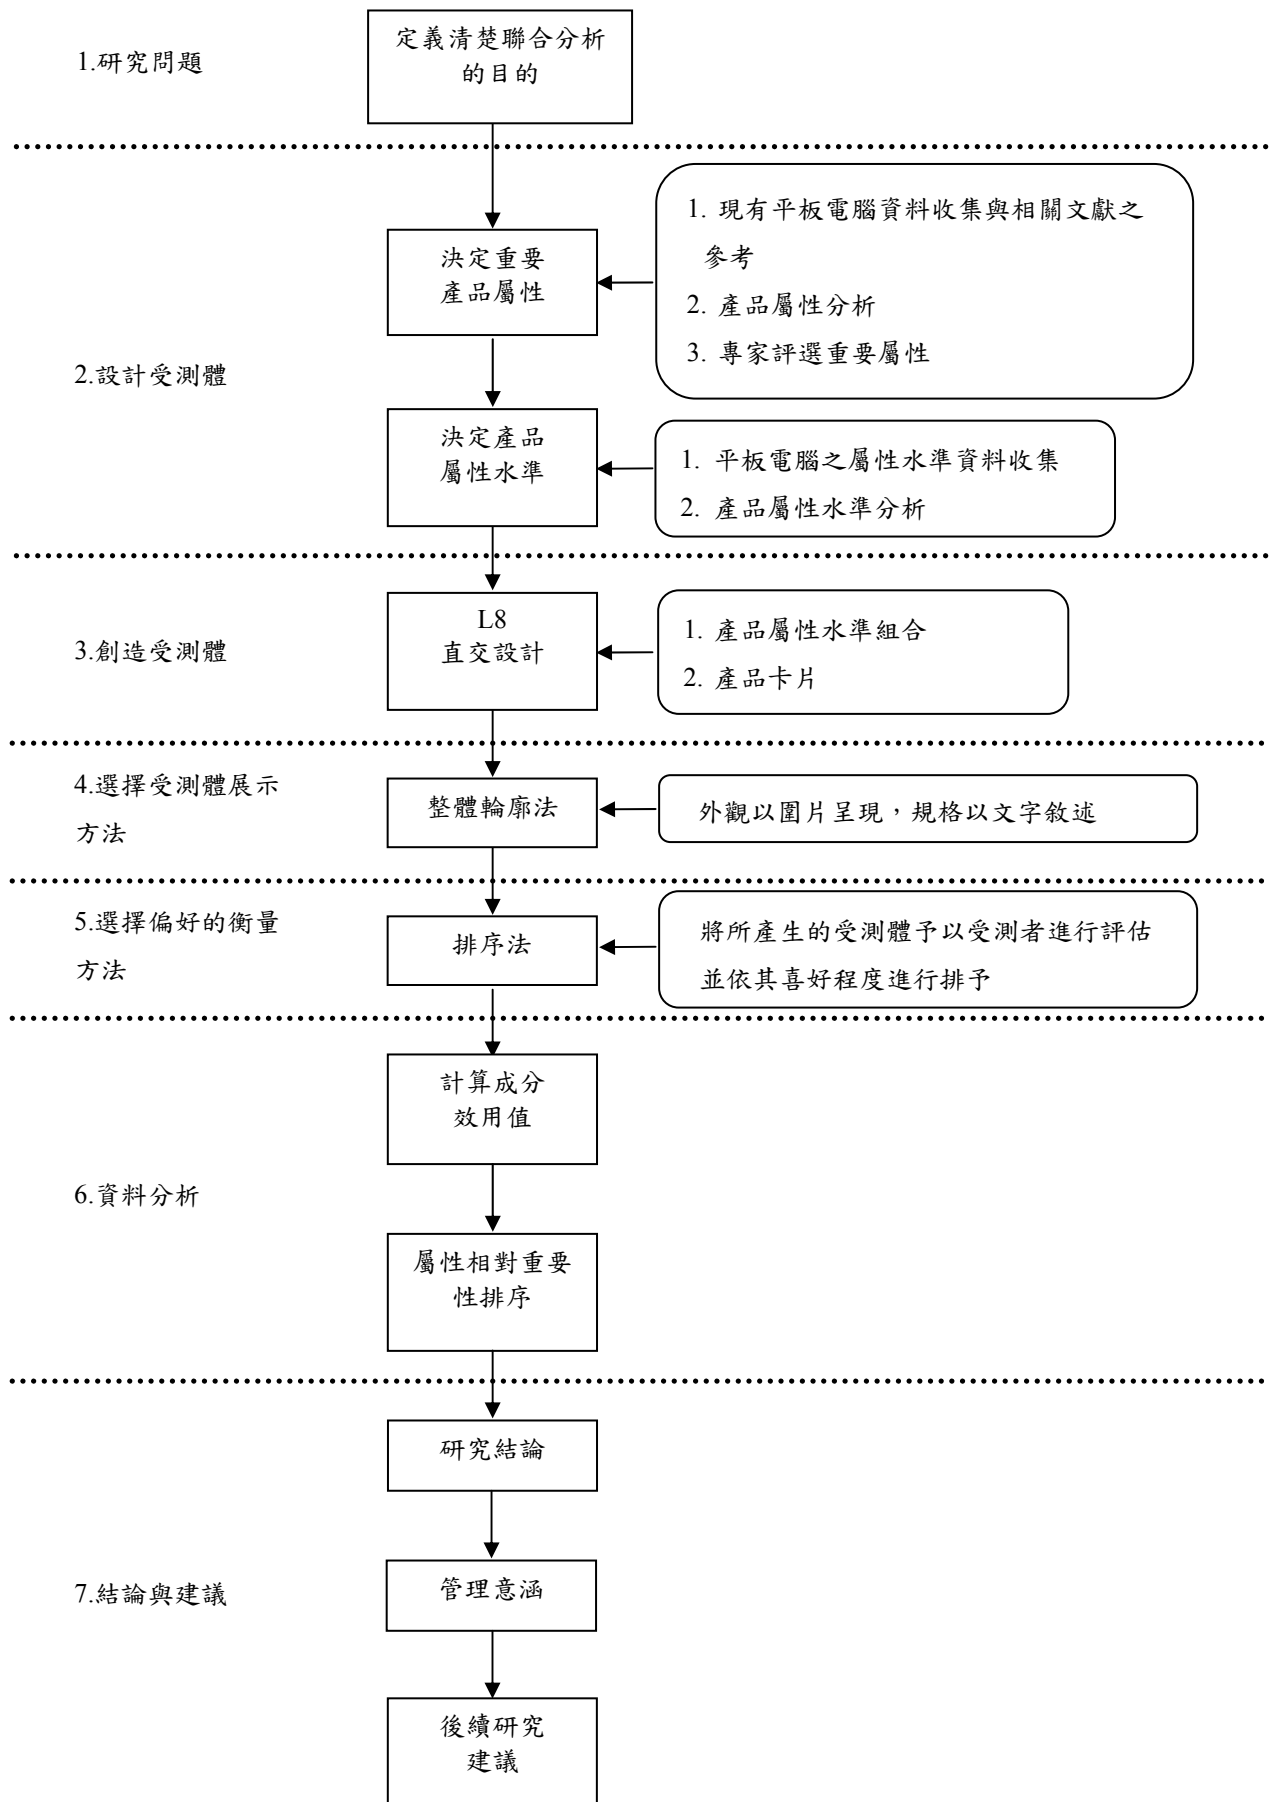 1.研究問題
定義清楚聯合分析
的目的
1. 現有平板電腦資料收集與相關文獻之
參考
2. 產品屬性分析
3. 專家評選重要屬性
決定重要
產品屬性
2.設計受測體
決定產品
屬性水準
1. 平板電腦之屬性水準資料收集
2. 產品屬性水準分析
3.創造受測體
L8
直交設計
1. 產品屬性水準組合
2. 產品卡片
4.選擇受測體展示
方法
整體輪廓法
外觀以圖片呈現，規格以文字敘述
5.選擇偏好的衡量
方法
排序法
將所產生的受測體予以受測者進行評估
並依其喜好程度進行排予
計算成分
效用值
6.資料分析
屬性相對重要
性排序
研究結論
7.結論與建議
管理意涵
後續研究
建議